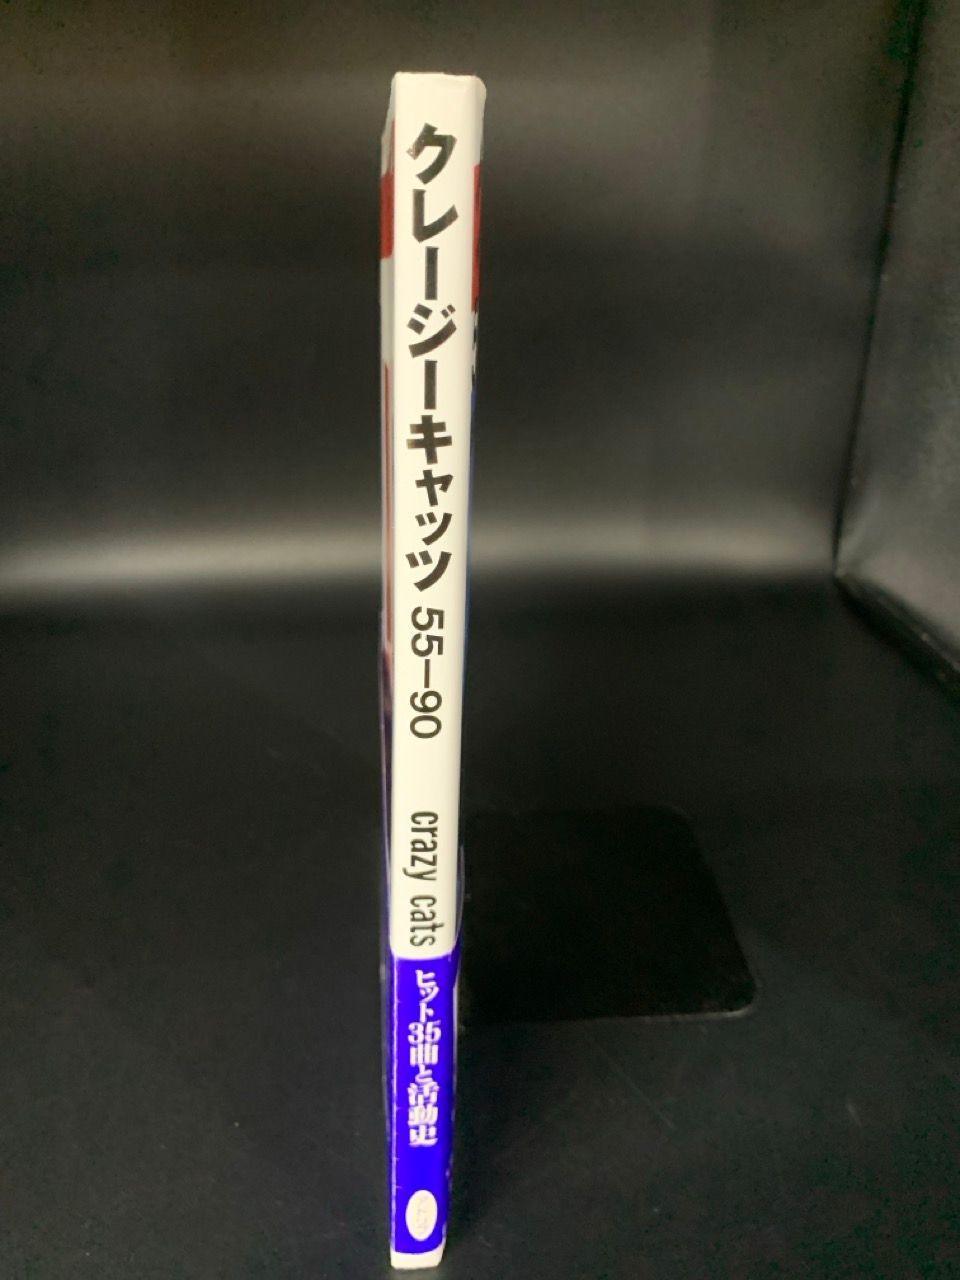 クレージーキャッツ 55-90
crazy cats
ヒット35曲と活動史